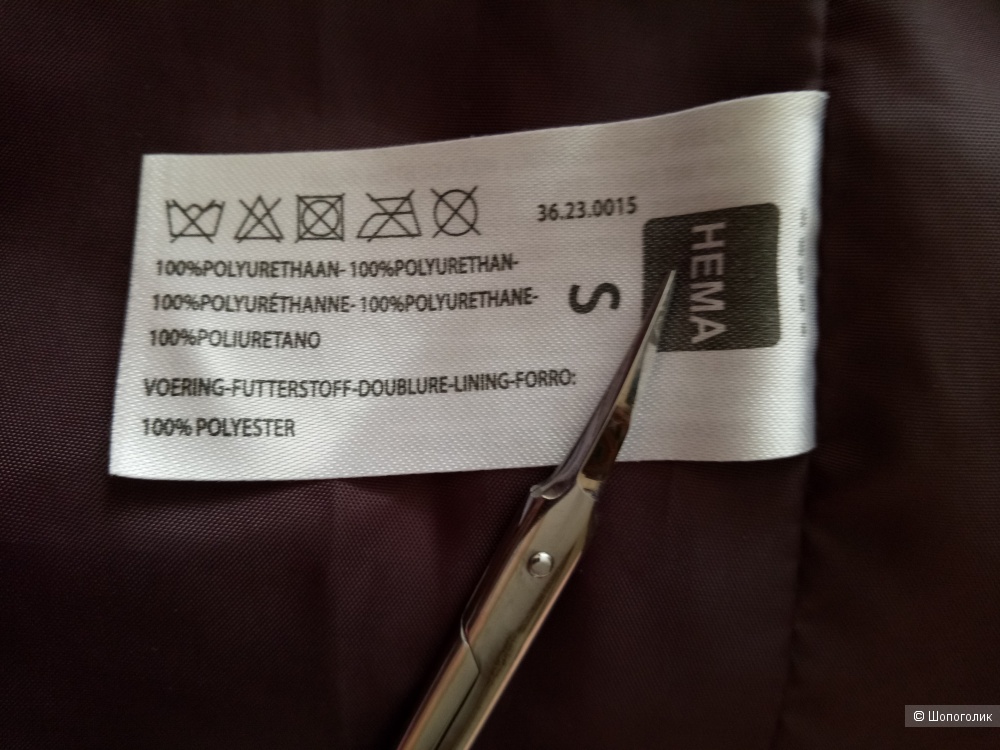 36.23.0015
HEMA
S
100%POLYURETHAAN- 100%POLYURETHAN-
100%POLYURÉTHANNE- 100%POLYURETHANE-
100%POLIURETANO
VOERING-FUTTERSTOFF-DOUBLURE-LINING-FORRO:
100% POLYESTER
© Шопоголик